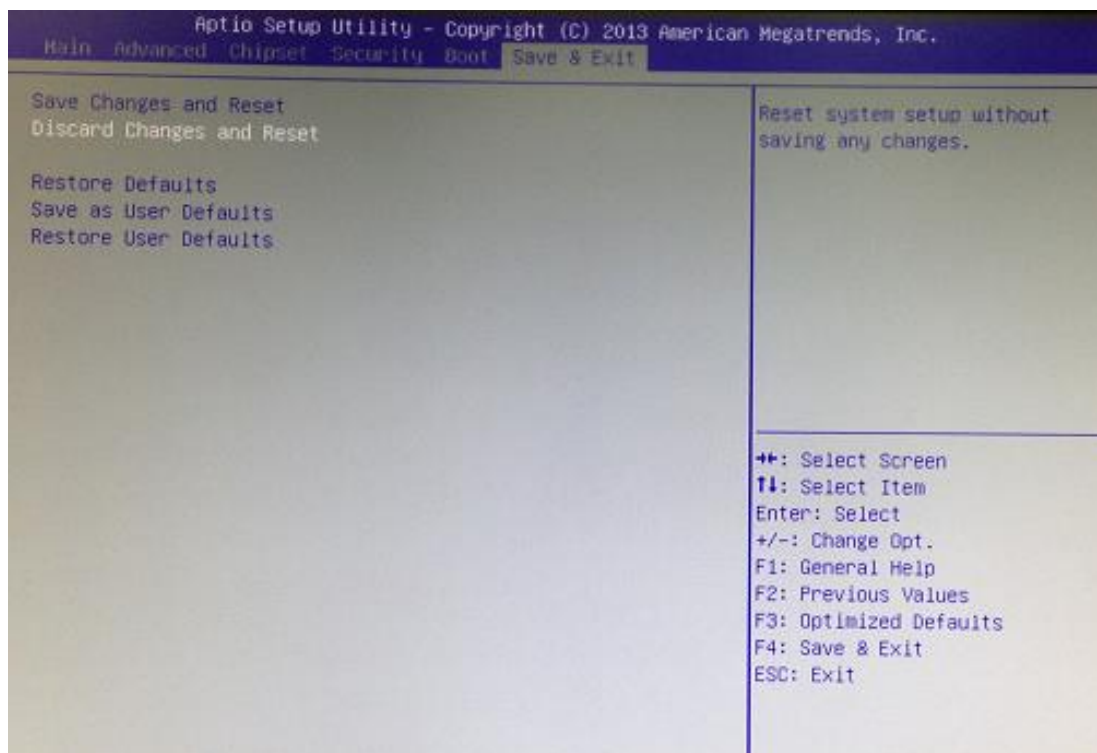 Aptio Setup Utility - Copyright (C) 2013 American Megatrends, Inc.
Main Advanced Chipset Security Boot Save & Exit
Save Changes and Reset
Discard Changes and Reset
Restore Defaults
Save as User Defaults
Restore User Defaults
Reset system setup without
saving any changes.
→←: Select Screen
↑↓: Select Item
Enter: Select
+/-: Change Opt.
F1: General Help
F2: Previous Values
F3: Optimized Defaults
F4: Save & Exit
ESC: Exit